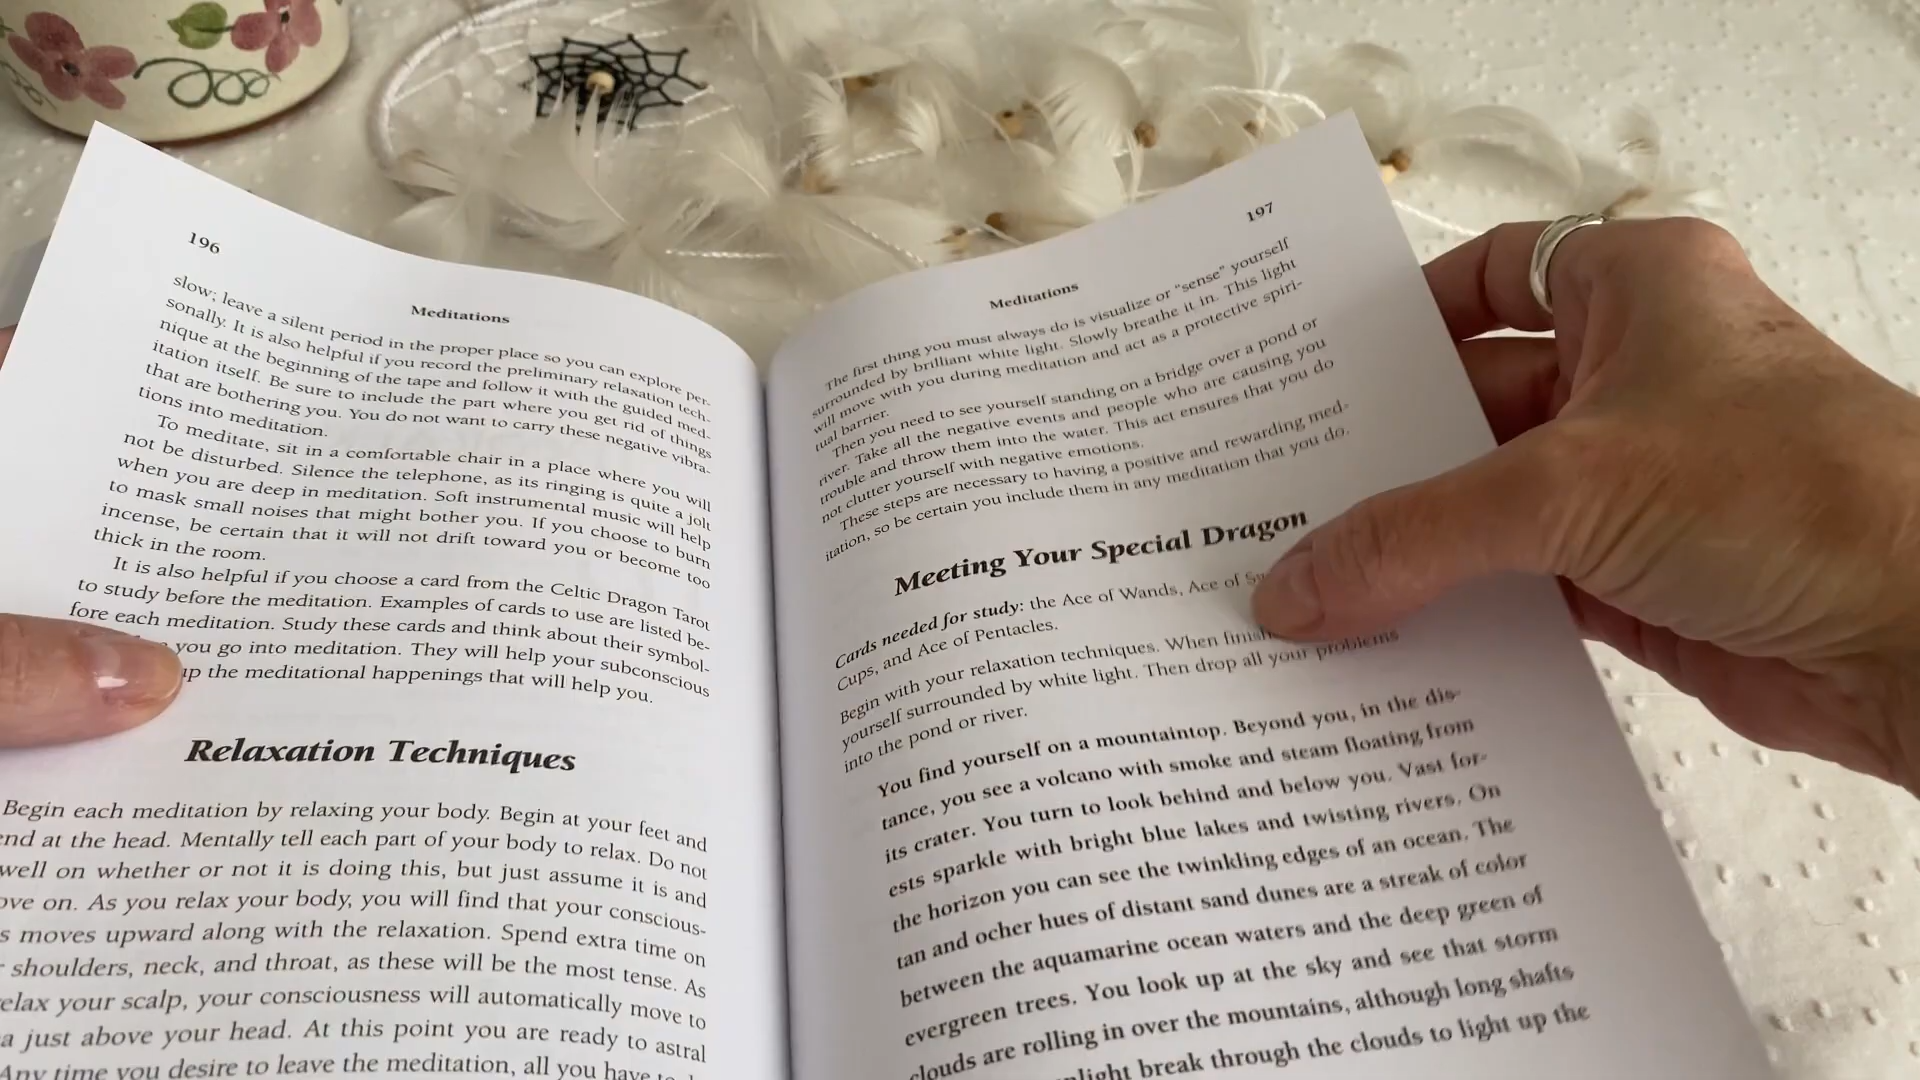 196
Meditations
slow; leave a silent period in the proper place so you can explore per-
sonally. It is also helpful if you record the preliminary relaxation tech-
nique at the beginning of the tape and follow it with the guided med-
itation itself. Be sure to include the part where you get rid of things
that are bothering you. You do not want to carry these negative vibra-
tions into meditation.
To meditate, sit in a comfortable chair in a place where you will
not be disturbed. Silence the telephone, as its ringing is quite a jolt
when you are deep in meditation. Soft instrumental music will help
to mask small noises that might bother you. If you choose to burn
incense, be certain that it will not drift toward you or become too
thick in the room.
It is also helpful if you choose a card from the Celtic Dragon Tarot
to study before the meditation. Examples of cards to use are listed be-
fore each meditation. Study these cards and think about their symbol-
you go into meditation. They will help your subconscious
up the meditational happenings that will help you.
Relaxation Techniques
Begin each meditation by relaxing your body. Begin at your feet and
end at the head. Mentally tell each part of your body to relax. Do not
well on whether or not it is doing this, but just assume it is and
ove on. As you relax your body, you will find that your conscious-
s moves upward along with the relaxation. Spend extra time on
shoulders, neck, and throat, as these will be the most tense. As
elax your scalp, your consciousness will automatically move to
a just above your head. At this point you are ready to astral
Any time you desire to leave the meditation, all you have to
197
Meditations
The first thing you must always do is visualize or "sense" yourself
surrounded by brilliant white light. Slowly breathe it in. This light
will move with you during meditation and act as a protective spiri-
tual barrier.
Then you need to see yourself standing on a bridge over a pond or
river. Take all the negative events and people who are causing you
trouble and throw them into the water. This act ensures that you do
not clutter yourself with negative emotions.
These steps are necessary to having a positive and rewarding med-
itation, so be certain you include them in any meditation that you do.
Meeting Your Special Dragon
Cards needed for study: the Ace of Wands, Ace of
Cups, and Ace of Pentacles.
Begin with your relaxation techniques. When
yourself surrounded by white light. Then drop all your problems
into the pond or river.
You find yourself on a mountaintop. Beyond you, in the dis-
tance, you see a volcano with smoke and steam floating from
its crater. You turn to look behind and below you. Vast for-
ests sparkle with bright blue lakes and twisting rivers. On
the horizon you can see the twinkling edges of an ocean. The
tan and ocher hues of distant sand dunes are a streak of color
between the aquamarine ocean waters and the deep green of
evergreen trees. You look up at the sky and see that storm
clouds are rolling in over the mountains, although long shafts
nlight break through the clouds to light up the